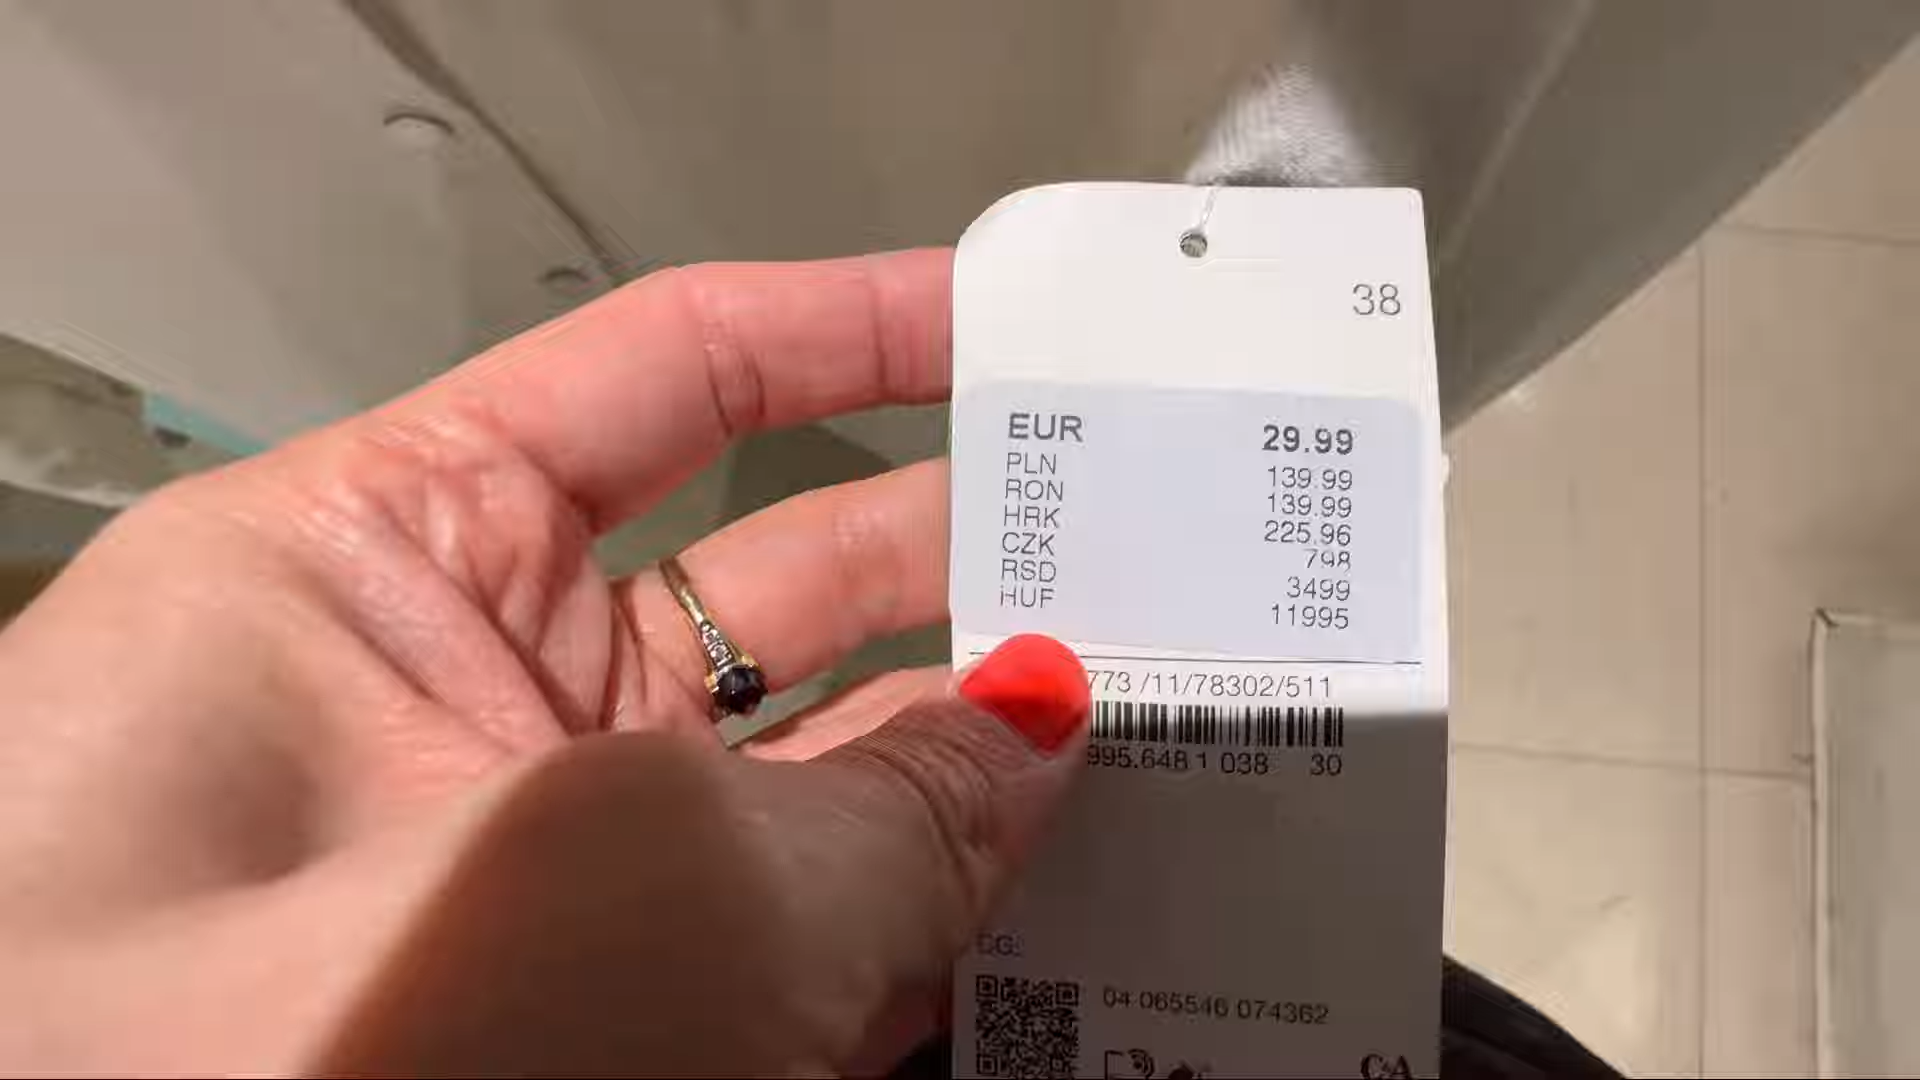 38
EUR 29.99
PLN 139.99
RON 139.99
HRK 225.96
CZK 798
RSD 3499
HUF 11995
773 /11/78302/511
995.648 1 038 30
CG:
04 065546 074362
C&A